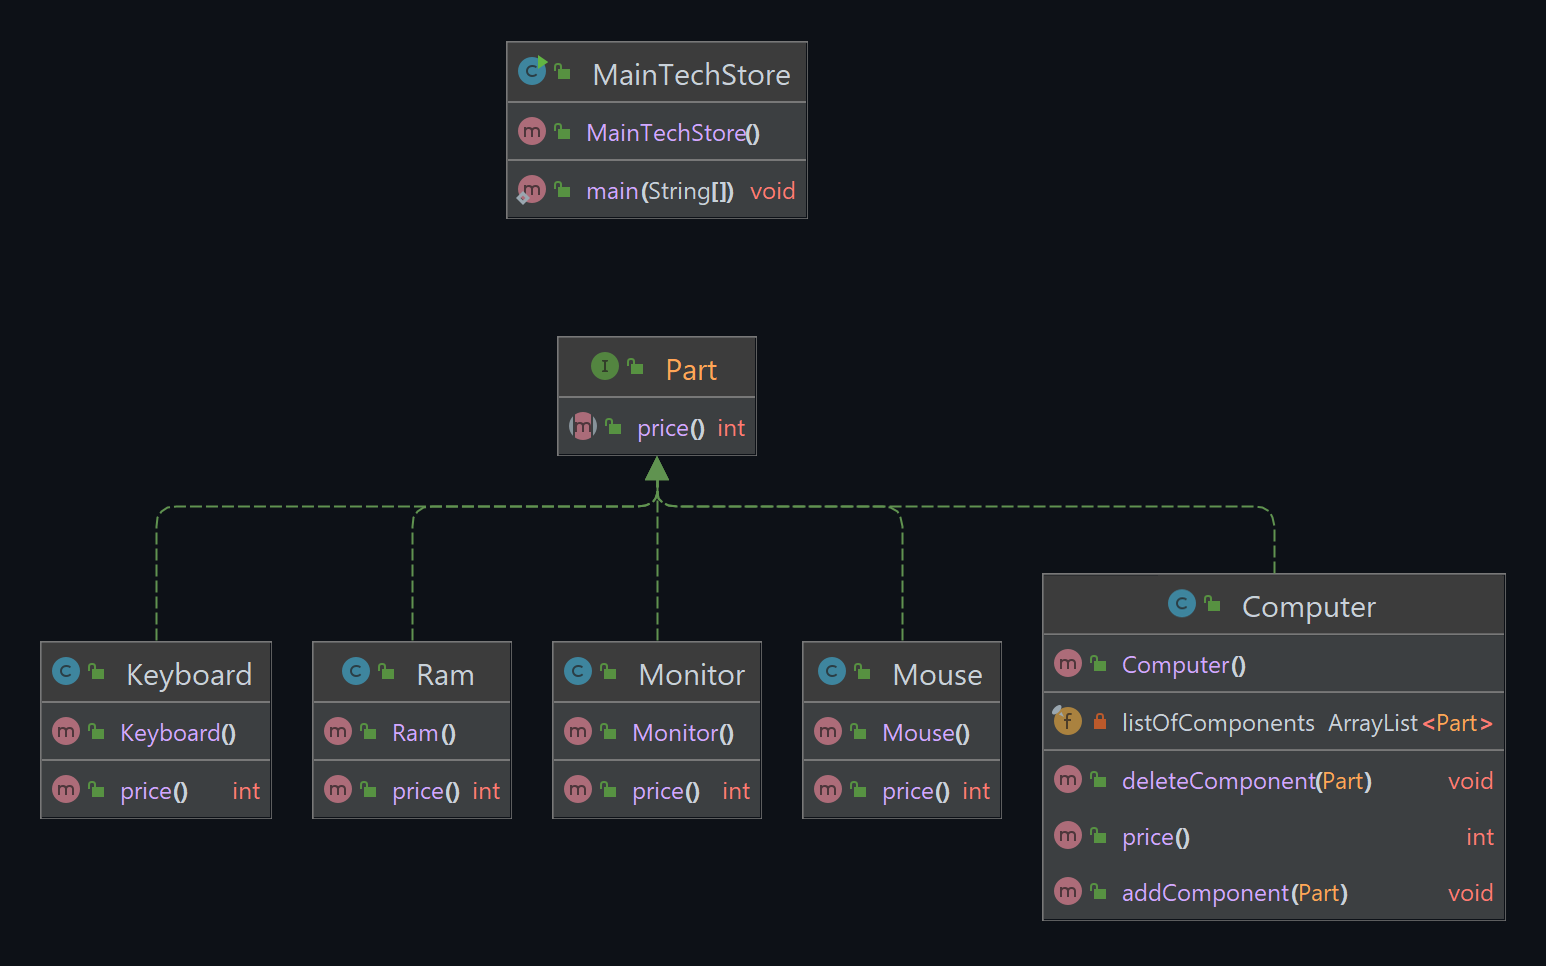 MainTechStore
MainTechStore()
main(String[]) void
Part
price() int
Keyboard
Keyboard()
price() int
Ram
Ram()
price() int
Monitor
Monitor()
price() int
Mouse
Mouse()
price() int
Computer
Computer()
listOfComponents ArrayList<Part>
deleteComponent(Part) void
price() int
addComponent(Part) void